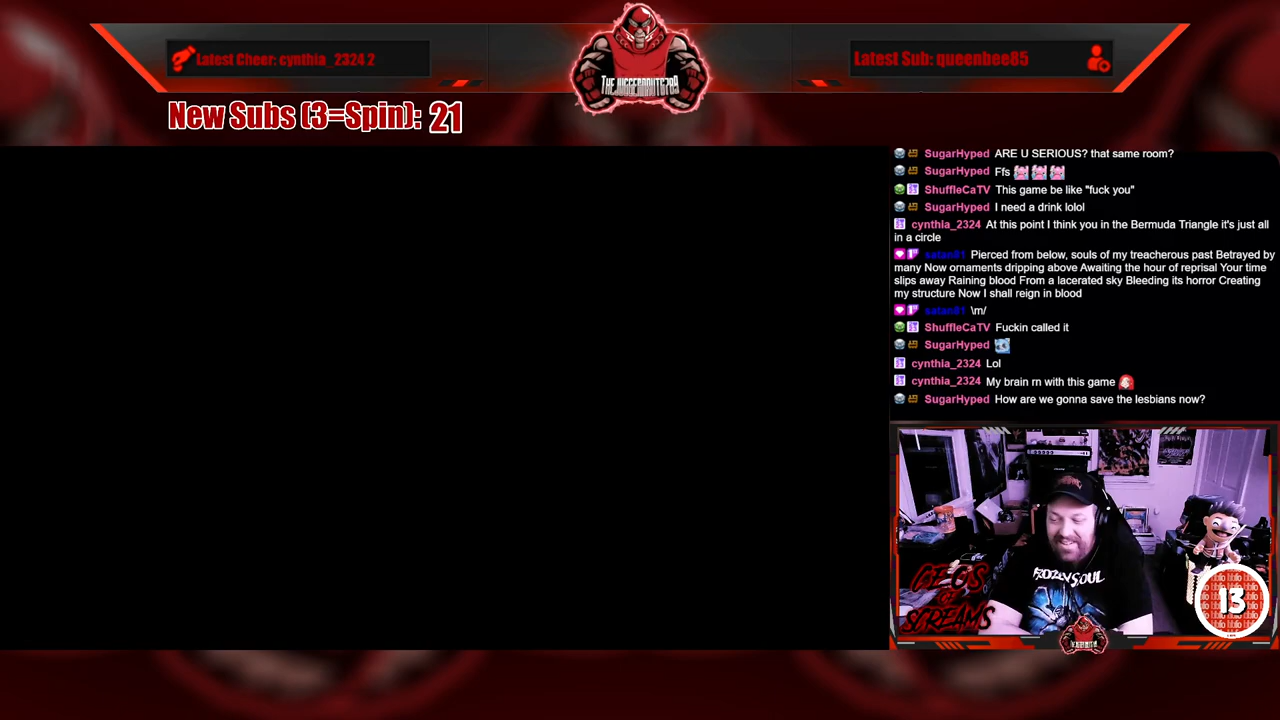 Latest Cheer: cynthia_2324 2
Latest Sub: queenbee85
THEJUGGERNAUT6789
New Subs (3=Spin): 21
SugarHyped ARE U SERIOUS? that same room?
SugarHyped Ffs
ShuffleCaTV This game be like "fuck you"
SugarHyped I need a drink lolol
cynthia_2324 At this point I think you in the Bermuda Triangle it's just all
in a circle
satan81 Pierced from below, souls of my treacherous past Betrayed by
many Now ornaments dripping above Awaiting the hour of reprisal Your time
slips away Raining blood From a lacerated sky Bleeding its horror Creating
my structure Now I shall reign in blood
satan81 \m/
ShuffleCaTV Fuckin called it
SugarHyped
cynthia_2324 Lol
cynthia_2324 My brain rn with this game
SugarHyped How are we gonna save the lesbians now?
FROZEN SOUL
SCREAMS
13